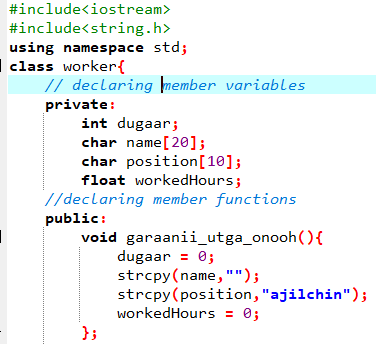 #include<iostream>
#include<string.h>
using namespace std;
class worker{
    // declaring member variables
    private:
        int dugaar;
        char name[20];
        char position[10];
        float workedHours;
    //declaring member functions
    public:
        void garaanii_utga_onooh(){
            dugaar = 0;
            strcpy(name,"");
            strcpy(position,"ajilchin");
            workedHours = 0;
        };